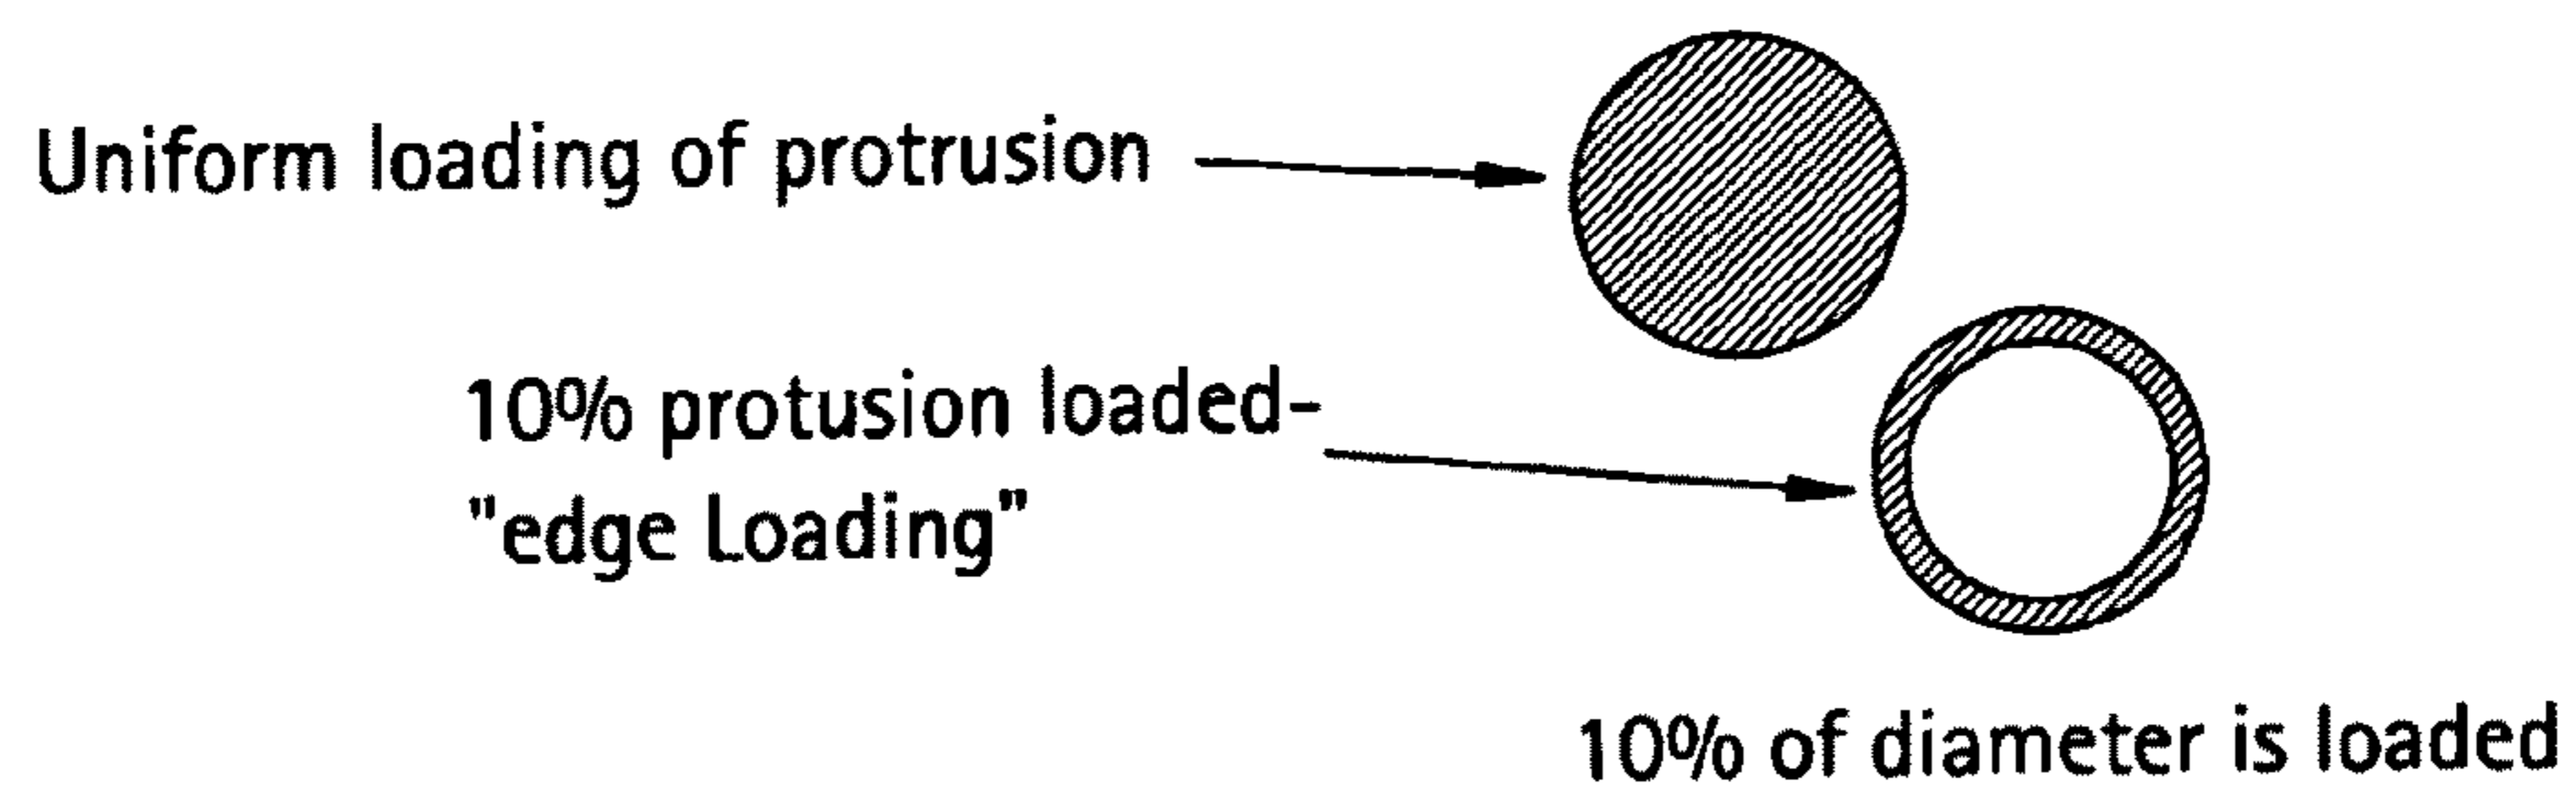 Uniform loading of protrusion
10% protusion loaded-
"edge Loading"
10% of diameter is loaded